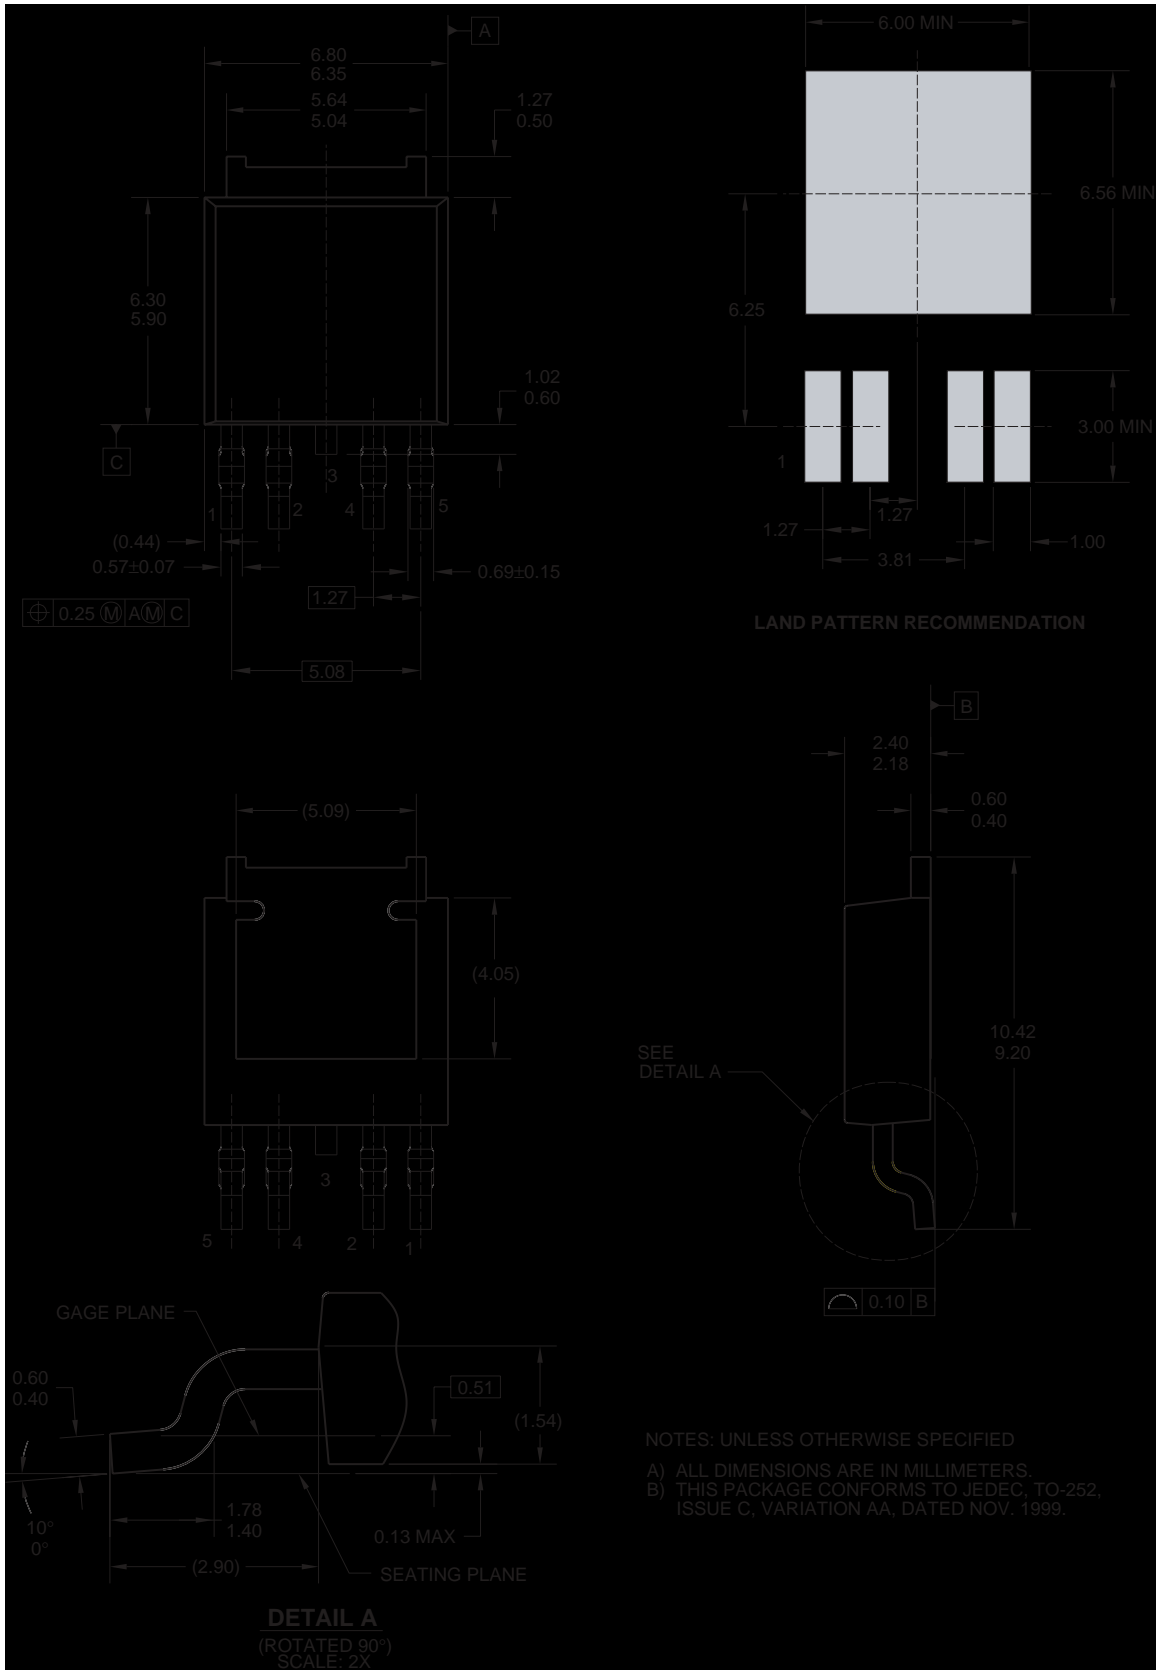 A
6.80
6.35
5.64
5.04
1.27
0.50
6.30
5.90
1.02
0.60
C
3
1
2
4
5
(0.44)
0.57±0.07
0.69±0.15
1.27
0.25 Ⓜ A Ⓜ C
5.08
6.00 MIN
6.56 MIN
6.25
3.00 MIN
1
1.27
1.27
1.00
3.81
LAND PATTERN RECOMMENDATION
(5.09)
(4.05)
3
5
4
2
1
B
2.40
2.18
0.60
0.40
10.42
9.20
SEE
DETAIL A
0.10 B
GAGE PLANE
0.60
0.40
0.51
(1.54)
10°
0°
1.78
1.40
0.13 MAX
(2.90)
SEATING PLANE
DETAIL A
(ROTATED 90°)
SCALE: 2X
NOTES: UNLESS OTHERWISE SPECIFIED
A) ALL DIMENSIONS ARE IN MILLIMETERS.
B) THIS PACKAGE CONFORMS TO JEDEC, TO-252,
ISSUE C, VARIATION AA, DATED NOV. 1999.